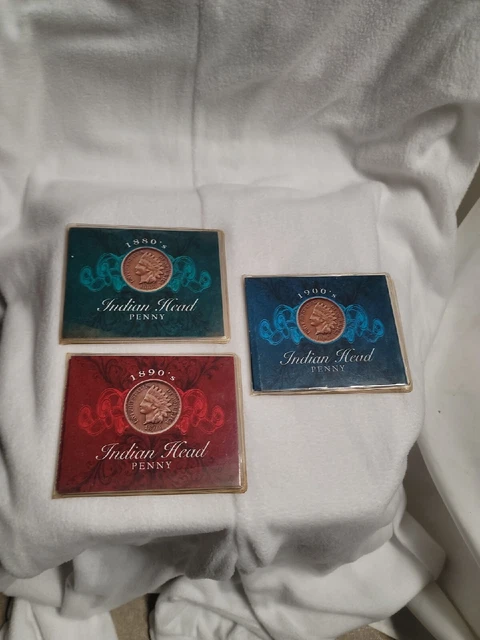 1880's
Indian Head
PENNY
1900's
Indian Head
PENNY
1890's
Indian Head
PENNY